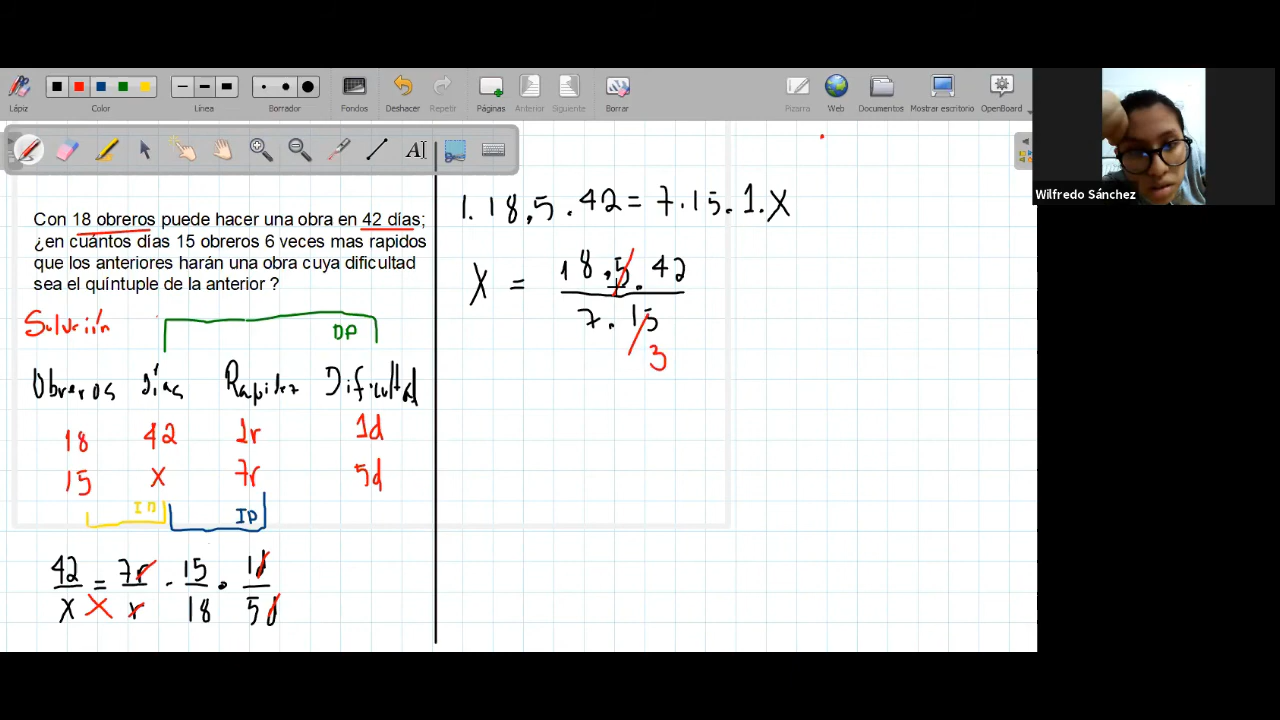 Lápiz Color Línea Borrador Fondos Deshacer Repetir Páginas Anterior Siguiente Borrar Pizarra Web Documentos Mostrar escritorio OpenBoard
Wilfredo Sánchez
Con 18 obreros puede hacer una obra en 42 días;
¿en cuántos días 15 obreros 6 veces mas rapidos
que los anteriores harán una obra cuya dificultad
sea el quíntuple de la anterior ?
Solución
DP
Obreros Días Rapidez Dificultad
18 42 1r 1d
15 x 7r 5d
IP IP
42/x = 7r/r · 15/18 · 1d/5d
1.18.5.42=7.15.1.X
X = 18.5.42
7.15
3